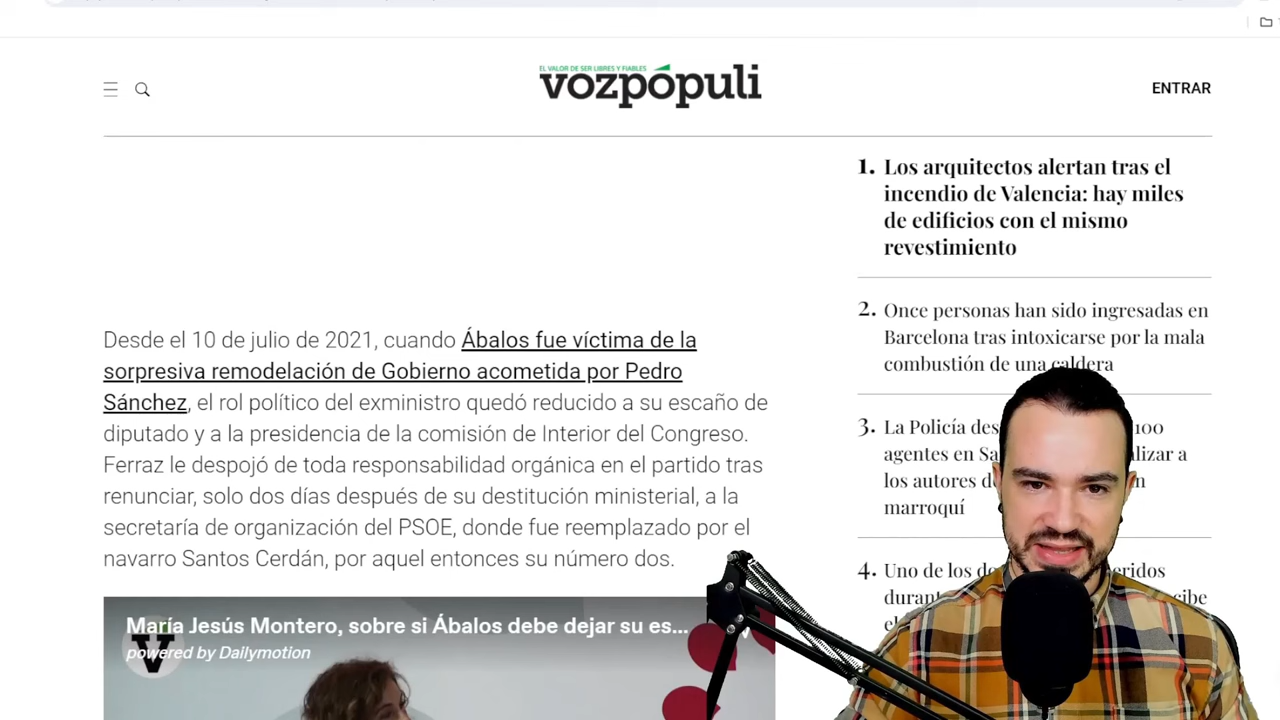 EL VALOR DE SER LIBRES Y FIABLES
vozpópuli
ENTRAR
Desde el 10 de julio de 2021, cuando Ábalos fue víctima de la
sorpresiva remodelación de Gobierno acometida por Pedro
Sánchez, el rol político del exministro quedó reducido a su escaño de
diputado y a la presidencia de la comisión de Interior del Congreso.
Ferraz le despojó de toda responsabilidad orgánica en el partido tras
renunciar, solo dos días después de su destitución ministerial, a la
secretaría de organización del PSOE, donde fue reemplazado por el
navarro Santos Cerdán, por aquel entonces su número dos.
María Jesús Montero, sobre si Ábalos debe dejar su es...
powered by Dailymotion
V
1. Los arquitectos alertan tras el
incendio de Valencia: hay miles
de edificios con el mismo
revestimiento
2. Once personas han sido ingresadas en
Barcelona tras intoxicarse por la mala
combustión de una caldera
3. La Policía des 100
agentes en Sa lizar a
los autores d n
marroquí
4. Uno de los de eridos
durant cibe
el